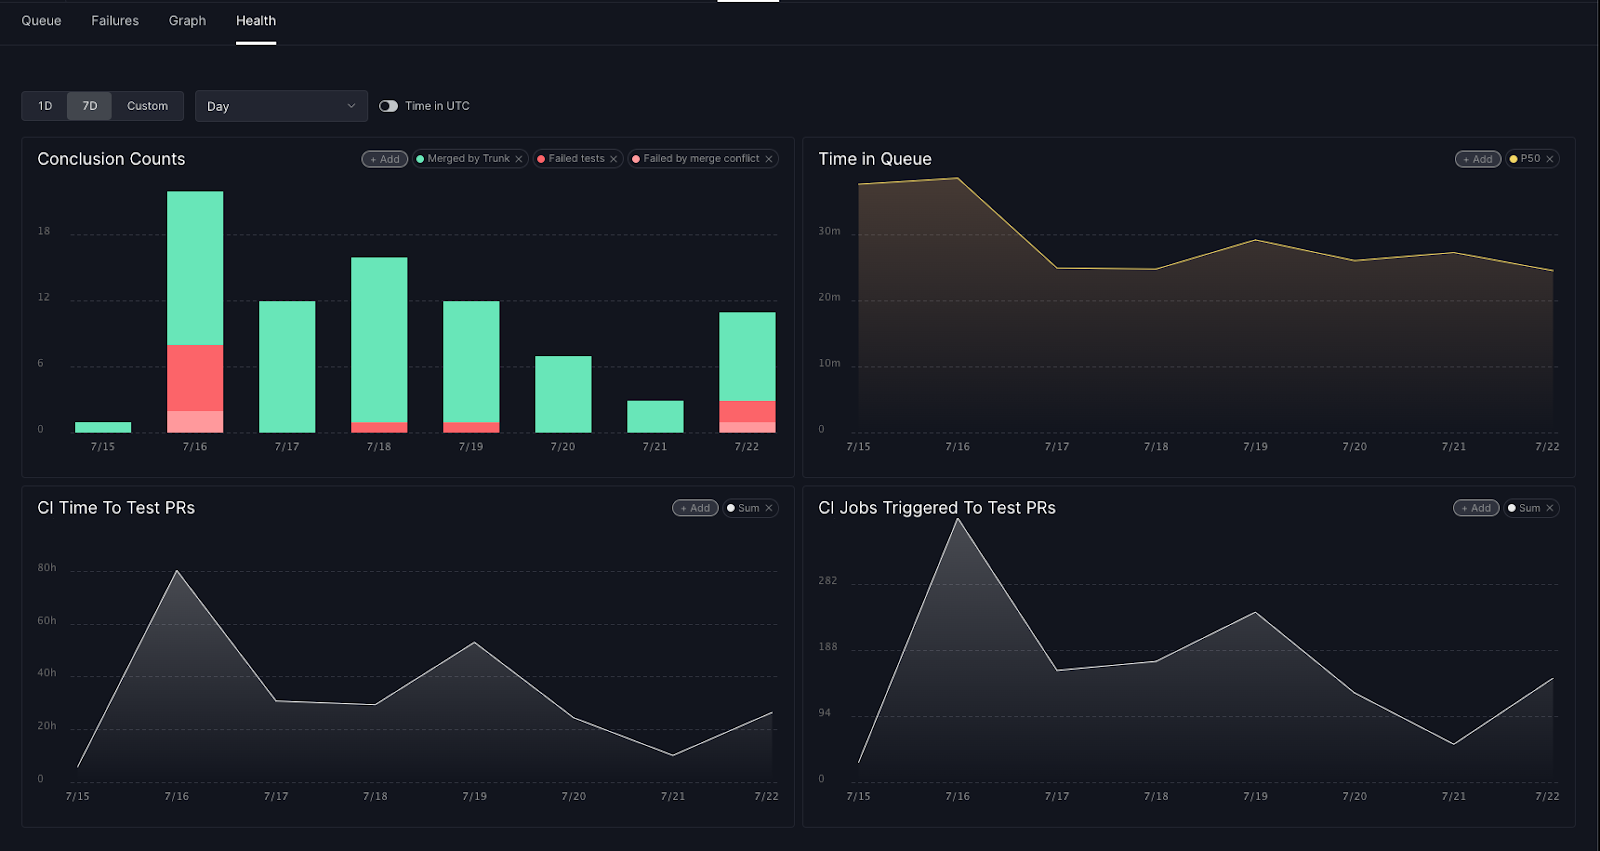 Queue Failures Graph Health
1D 7D Custom Day Time in UTC
Conclusion Counts + Add Merged by Trunk × Failed tests × Failed by merge conflict ×
18
12
6
0
7/15 7/16 7/17 7/18 7/19 7/20 7/21 7/22
Time in Queue + Add P50 ×
30m
20m
10m
0
7/15 7/16 7/17 7/18 7/19 7/20 7/21 7/22
CI Time To Test PRs + Add Sum ×
80h
60h
40h
20h
0
7/15 7/16 7/17 7/18 7/19 7/20 7/21 7/22
CI Jobs Triggered To Test PRs + Add Sum ×
282
188
94
0
7/15 7/16 7/17 7/18 7/19 7/20 7/21 7/22